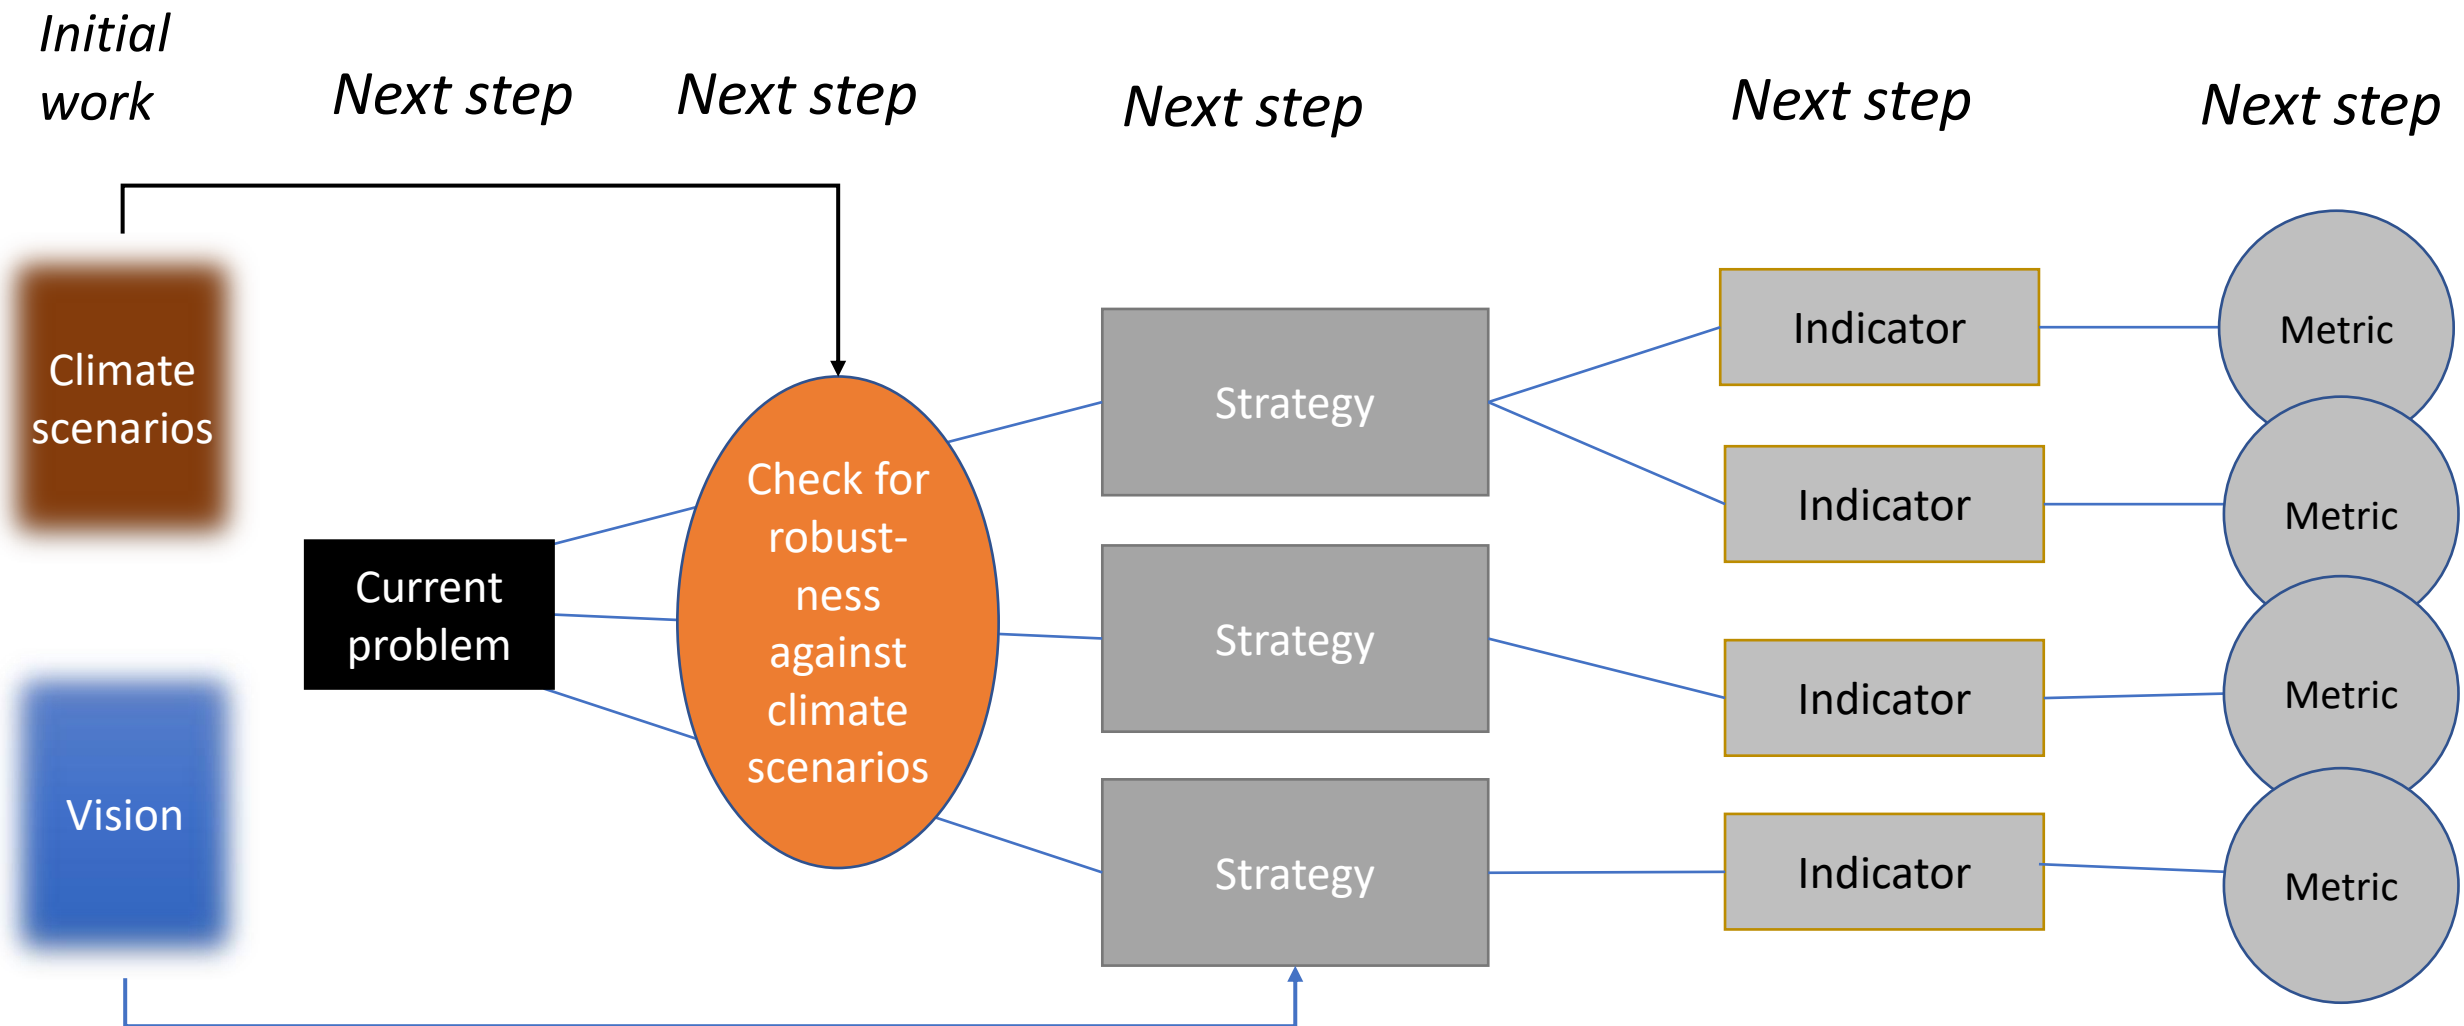 Initial
work
Next step
Next step
Next step
Next step
Next step
Climate
scenarios
Vision
Current
problem
Check for
robust-
ness
against
climate
scenarios
Strategy
Strategy
Strategy
Indicator
Indicator
Indicator
Indicator
Metric
Metric
Metric
Metric